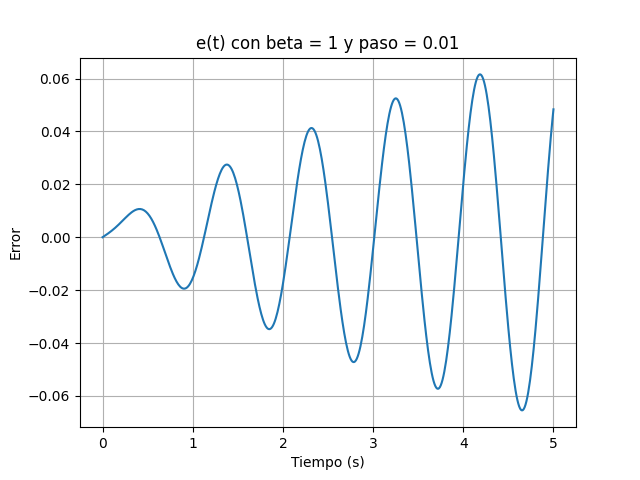 e(t) con beta = 1 y paso = 0.01
0.06
0.04
0.02
0.00
−0.02
−0.04
−0.06
Error
0 1 2 3 4 5
Tiempo (s)